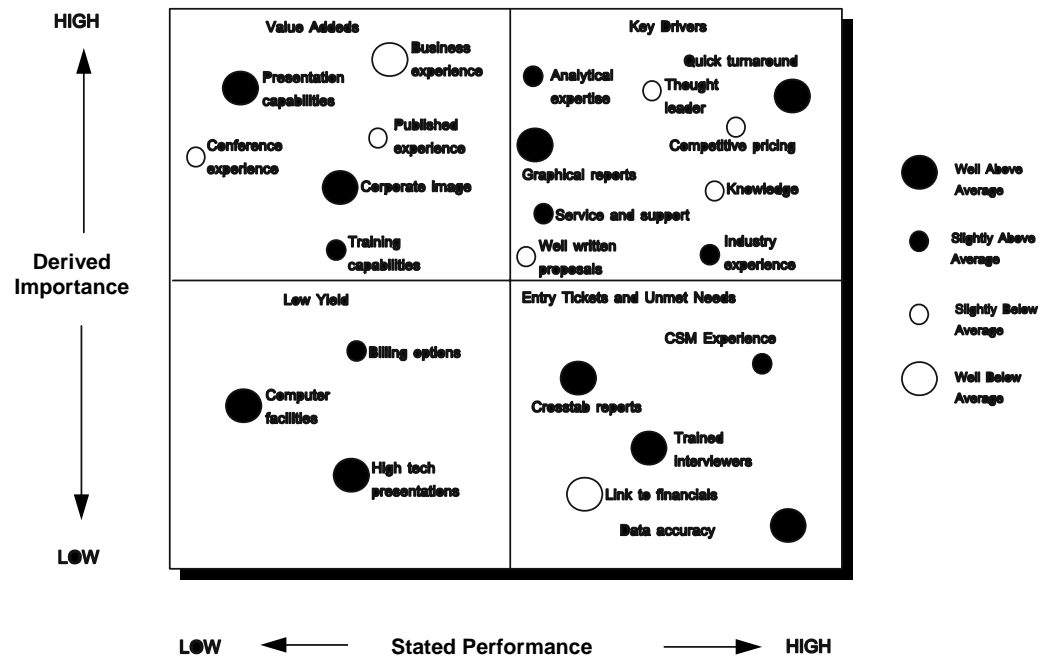 HIGH
Derived
Importance
LOW
Value Addeds
Business
experience
Presentation
capabilities
Published
experience
Conference
experience
Corporate Image
Training
capabilities
Key Drivers
Quick turnaround
Analytical
expertise
Thought
leader
Competitive pricing
Graphical reports
Knowledge
Service and support
Well written
proposals
Industry
experience
Low Yield
Billing options
Computer
facilities
High tech
presentations
Entry Tickets and Unmet Needs
CSM Experience
Crosstab reports
Trained
interviewers
Link to financials
Data accuracy
Well Above
Average
Slightly Above
Average
Slightly Below
Average
Well Below
Average
LOW Stated Performance HIGH